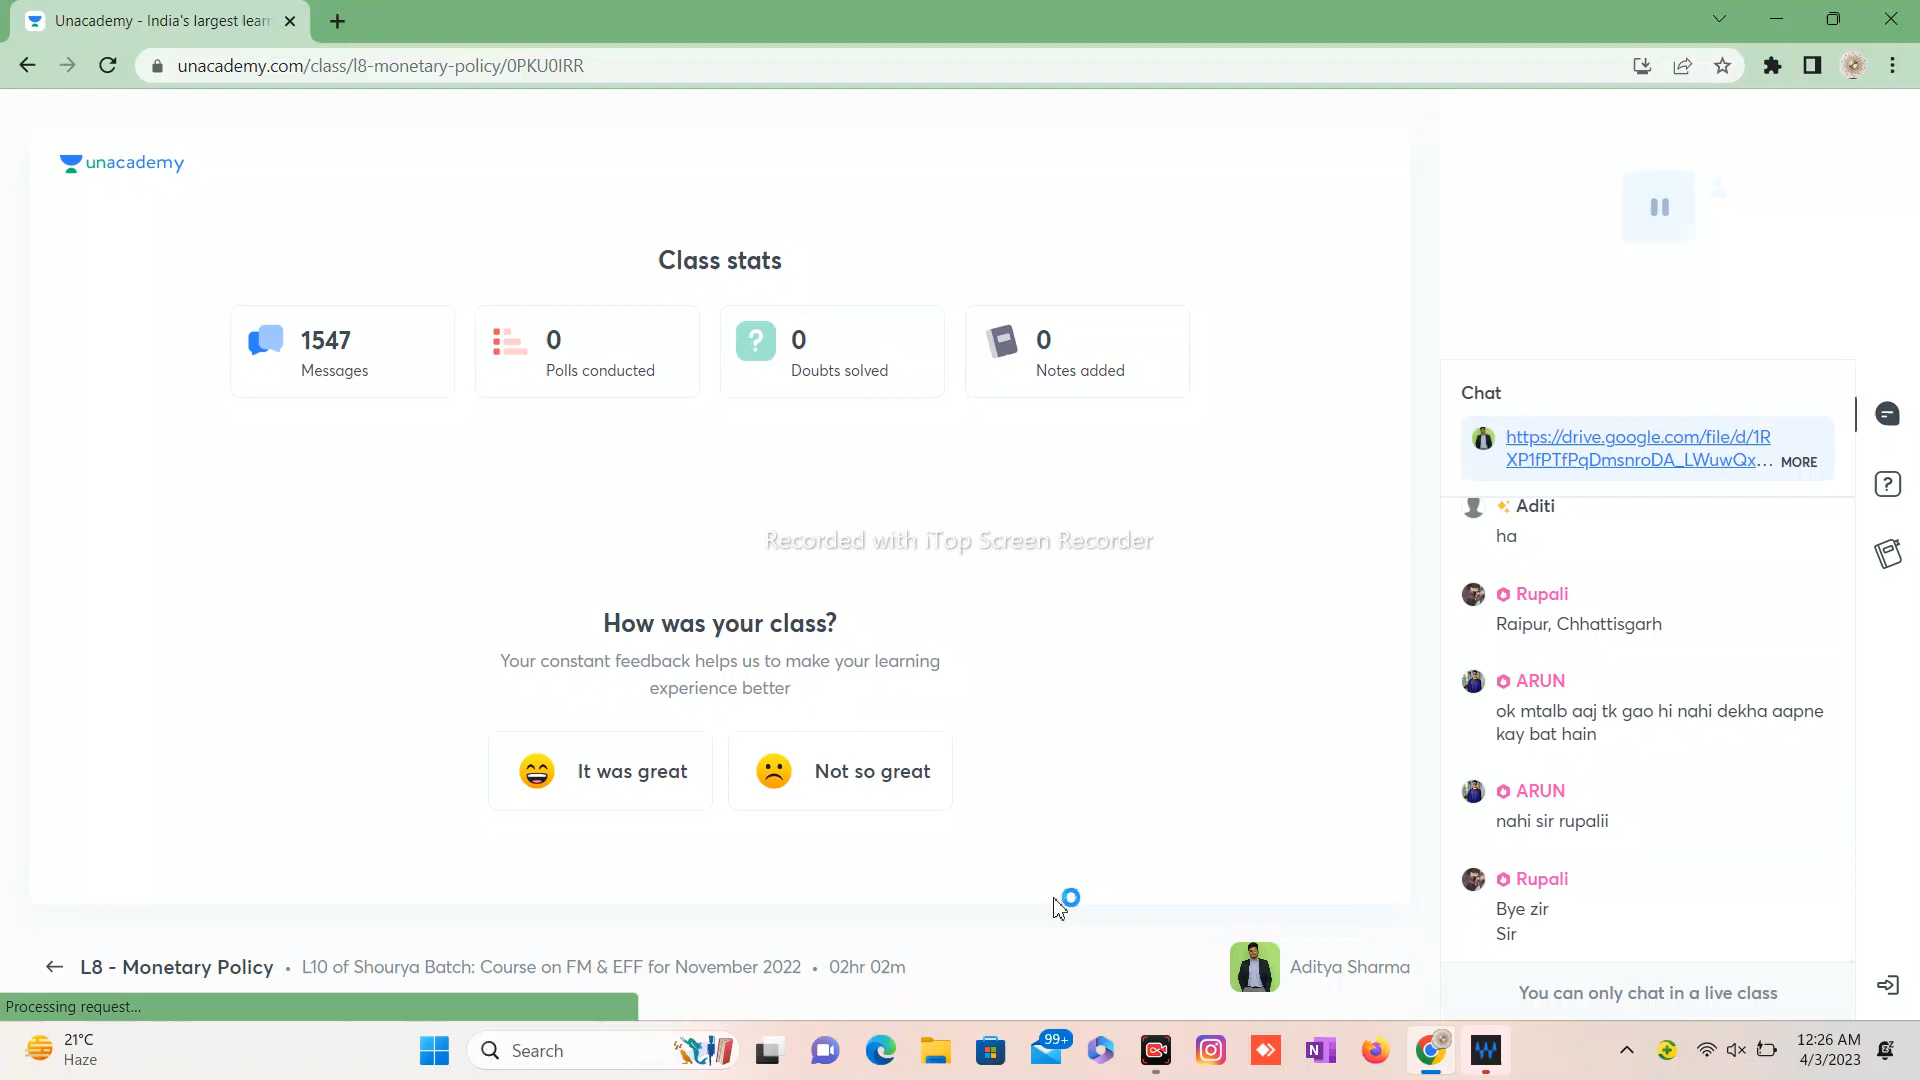 Unacademy - India's largest lear
unacademy.com/class/l8-monetary-policy/0PKU0IRR
unacademy
Class stats
1547
Messages
0
Polls conducted
0
Doubts solved
0
Notes added
Recorded with iTop Screen Recorder
How was your class?
Your constant feedback helps us to make your learning
experience better
It was great
Not so great
Chat
https://drive.google.com/file/d/1R
XP1fPTfPqDmsnroDA_LWuwQx... MORE
Aditi
ha
Rupali
Raipur, Chhattisgarh
ARUN
ok mtalb aaj tk gao hi nahi dekha aapne
kay bat hain
ARUN
nahi sir rupalii
Rupali
Bye zir
Sir
You can only chat in a live class
L8 - Monetary Policy • L10 of Shourya Batch: Course on FM & EFF for November 2022 • 02hr 02m
Aditya Sharma
Processing request...
21°C
Haze
Search
99+
12:26 AM
4/3/2023